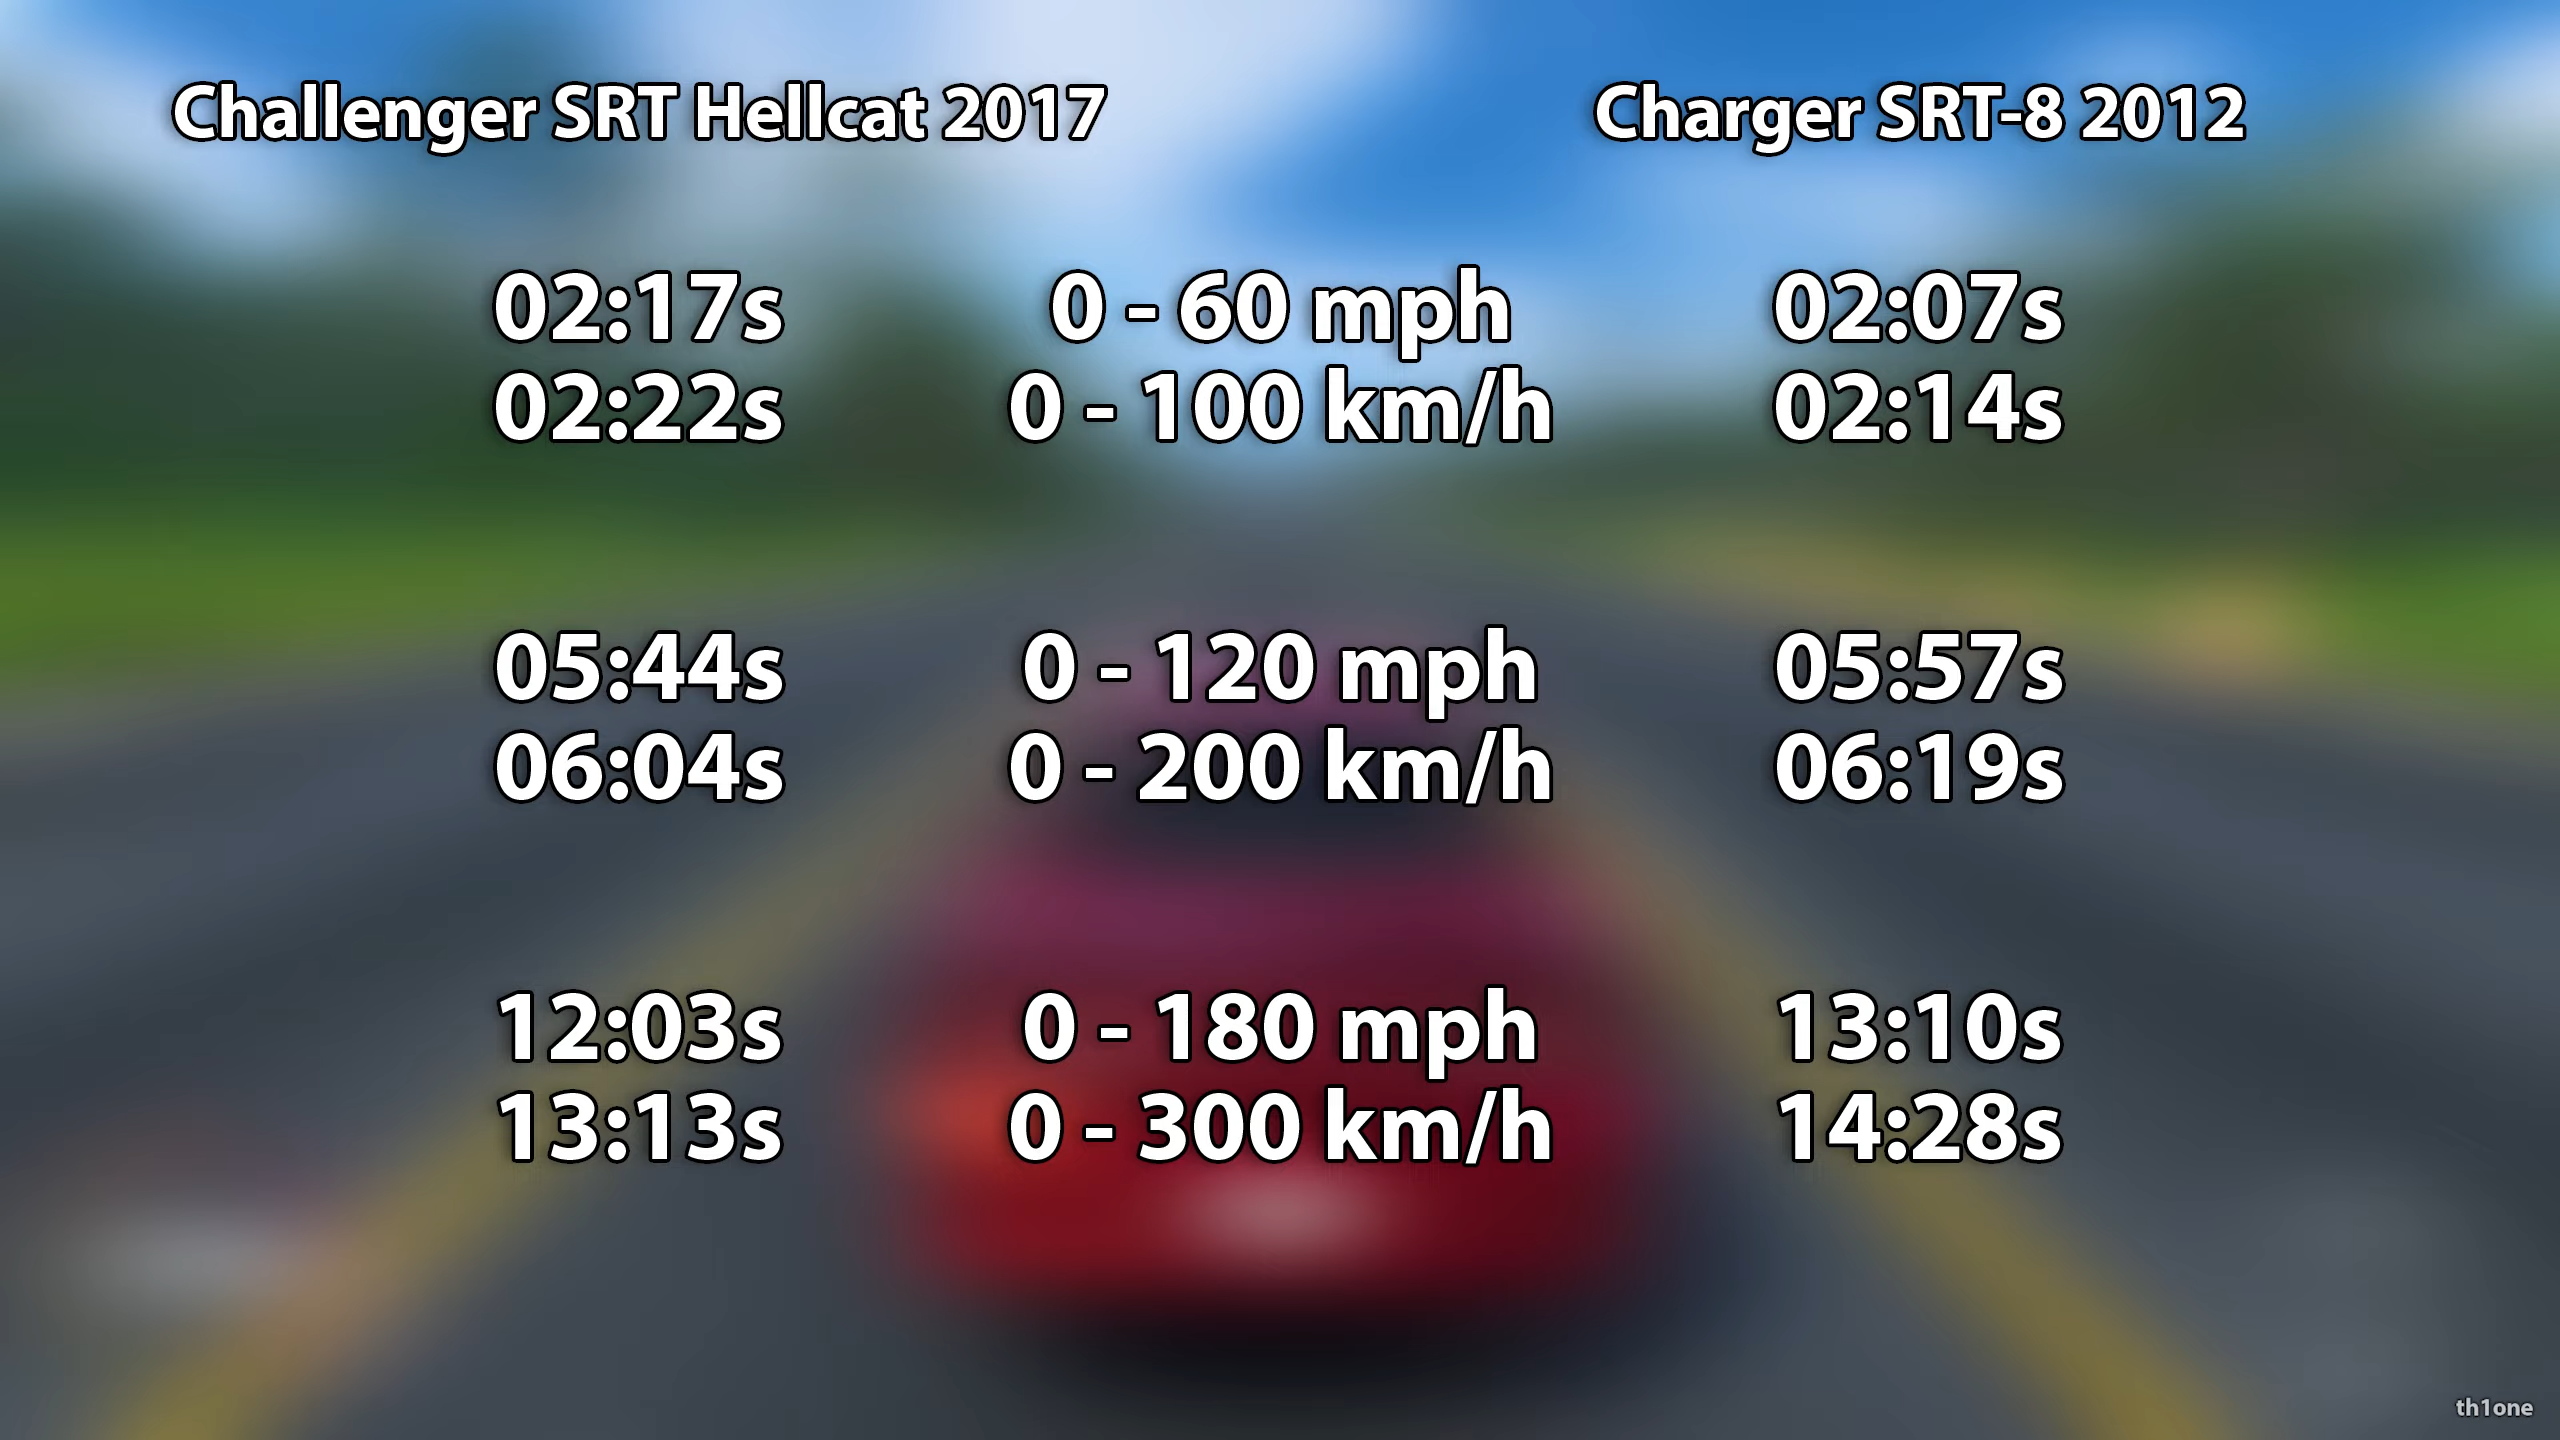 Challenger SRT Hellcat 2017 Charger SRT-8 2012
02:17s 0 - 60 mph 02:07s
02:22s 0 - 100 km/h 02:14s
05:44s 0 - 120 mph 05:57s
06:04s 0 - 200 km/h 06:19s
12:03s 0 - 180 mph 13:10s
13:13s 0 - 300 km/h 14:28s
th1one